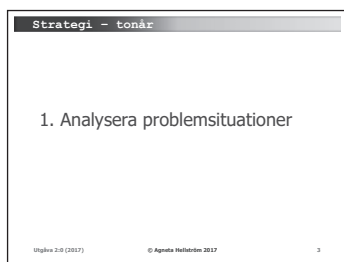 Strategi – tonår
1. Analysera problemsituationer
Utgåva 2:0 (2017)
© Agneta Hellström 2017
3